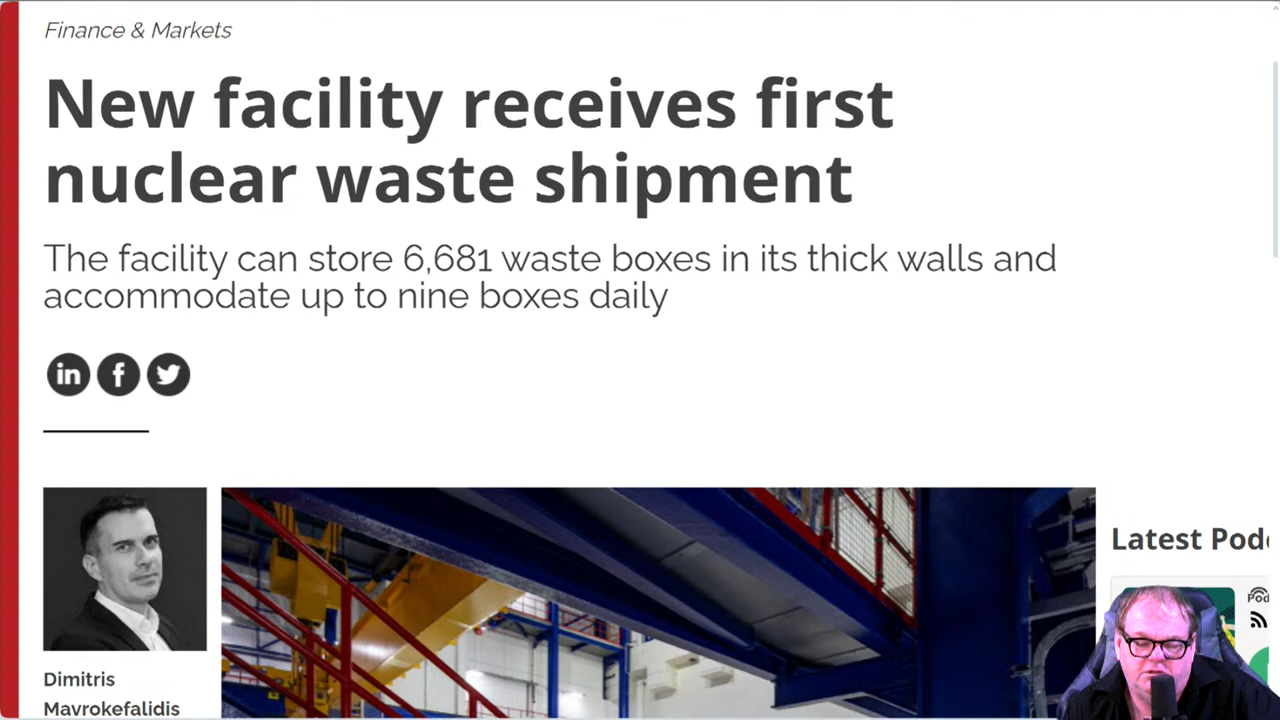 Finance & Markets
New facility receives first
nuclear waste shipment
The facility can store 6,681 waste boxes in its thick walls and
accommodate up to nine boxes daily
in f
Dimitris
Mavrokefalidis
Latest Pod